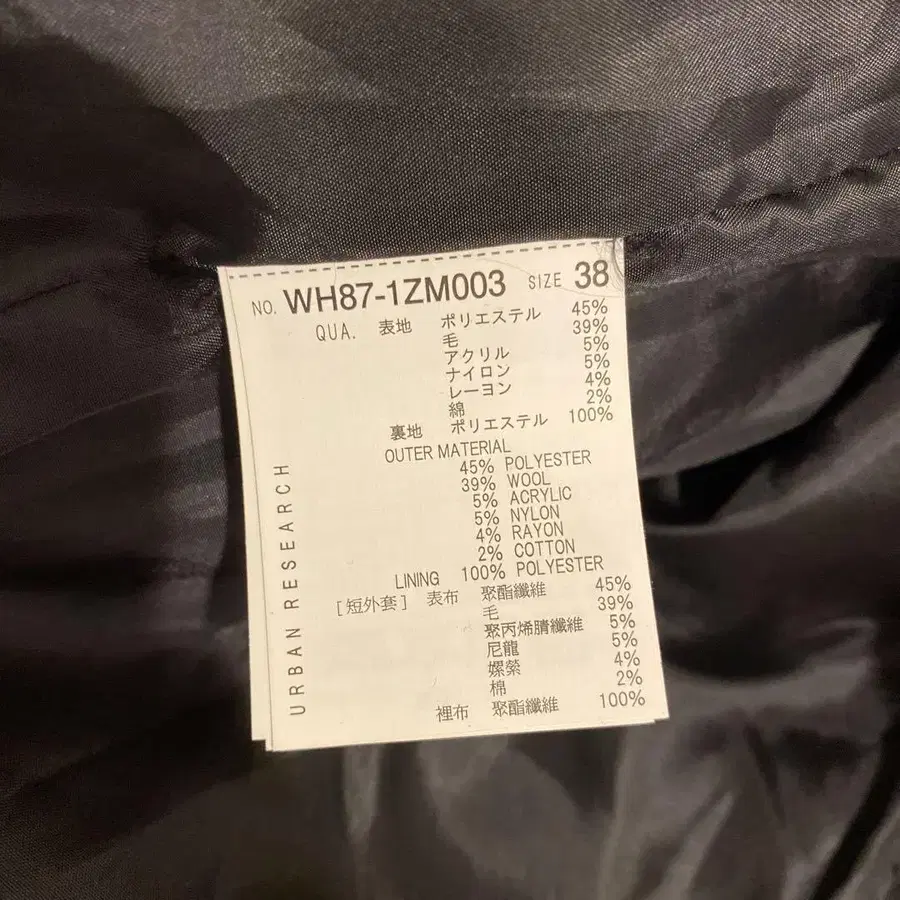 NO. WH87-1ZM003 SIZE 38
QUA. 表地 ポリエステル 45%
毛 39%
アクリル 5%
ナイロン 5%
レーヨン 4%
綿 2%
裏地 ポリエステル 100%
OUTER MATERIAL
45% POLYESTER
39% WOOL
5% ACRYLIC
5% NYLON
4% RAYON
2% COTTON
LINING 100% POLYESTER
[短外套] 表布 聚酯纖維 45%
毛 39%
聚丙烯腈纖維 5%
尼龍 5%
嫘縈 4%
棉 2%
裡布 聚酯纖維 100%
URBAN RESEARCH